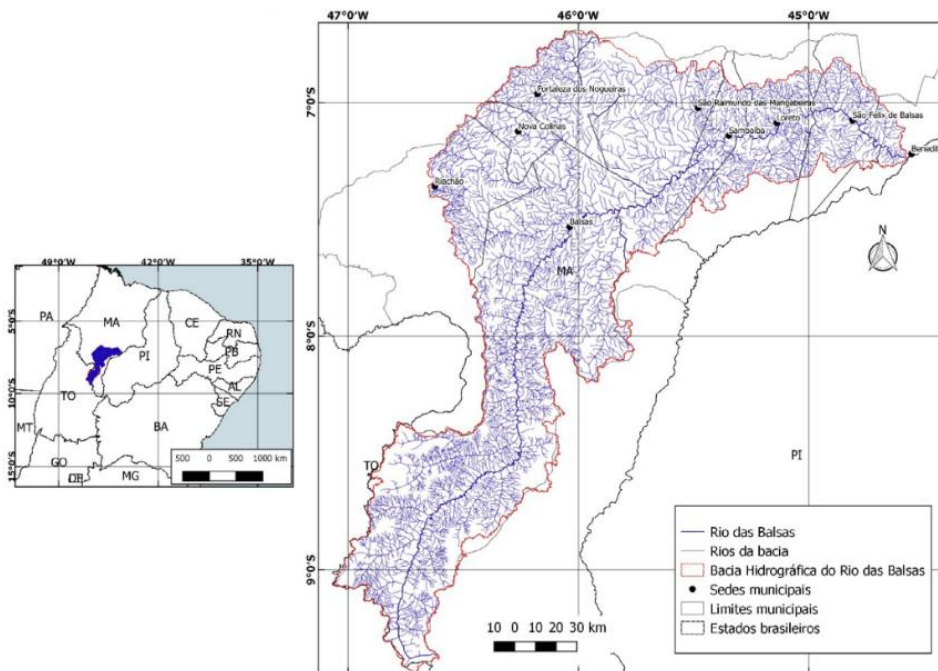 47°0'W 46°0'W 45°0'W
Fortaleza dos Nogueiras
7°0'S
São Raimundo das Mangabeiras
Loreto
São Felix de Balsas
Nova Colinas
Sambaíba
Benedit
Riachão
Balsas
MA
N
8°0'S
TO
PI
9°0'S
10 0 10 20 30 km
Rio das Balsas
Rios da bacia
Bacia Hidrográfica do Rio das Balsas
Sedes municipais
Limites municipais
Estados brasileiros
49°0'S 42°0'S 35°0'S
PA
MA
CE
5°0'S
RN
PB
PI
PE
AL
TO
SE
10°0'S
MT
BA
GO
DF
MG
15°0'S
500 0 500 1000 km